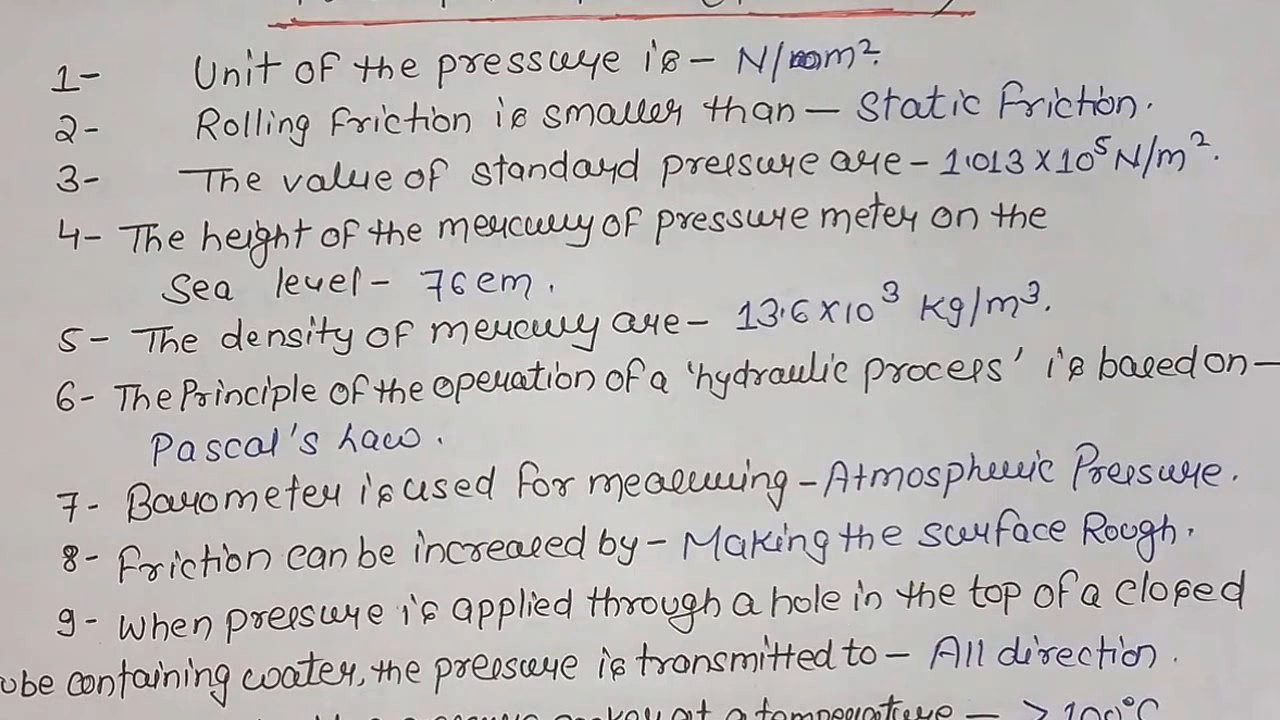 1- Unit of the pressure is - N/m².
2- Rolling friction is smaller than - Static Friction.
3- The value of standard pressure are - 1.013 x 10⁵ N/m².
4- The height of the mercury of pressure meter on the
Sea level - 76 cm.
5- The density of mercury are - 13.6 x 10³ kg/m³.
6- The Principle of the operation of a 'hydraulic process' is based on -
Pascal's Law.
7- Barometer is used for measuring - Atmospheric Pressure.
8- Friction can be increased by - Making the surface Rough.
9- When pressure is applied through a hole in the top of a closed
containing water, the pressure is transmitted to - All direction.
at a temperature - > 100°C